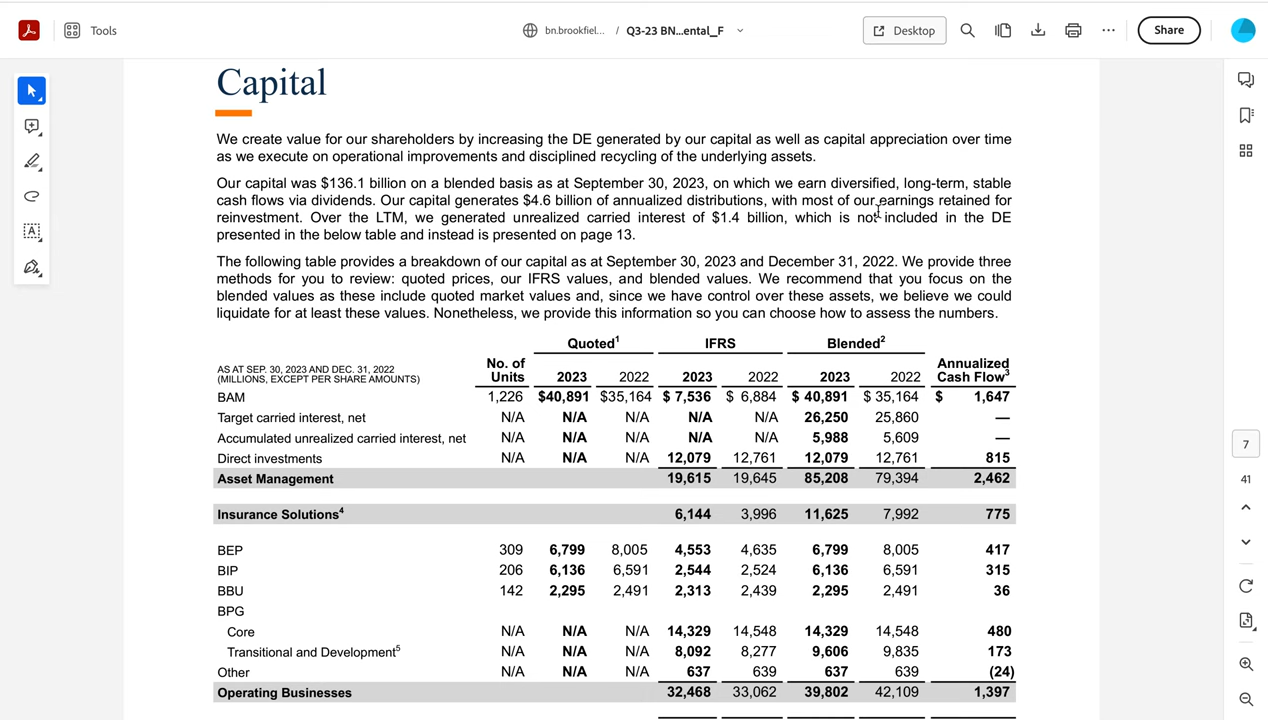 Tools
bn.brookfiel... / Q3-23 BN...ental_F
Desktop
Share
Capital
We create value for our shareholders by increasing the DE generated by our capital as well as capital appreciation over time
as we execute on operational improvements and disciplined recycling of the underlying assets.
Our capital was $136.1 billion on a blended basis as at September 30, 2023, on which we earn diversified, long-term, stable
cash flows via dividends. Our capital generates $4.6 billion of annualized distributions, with most of our earnings retained for
reinvestment. Over the LTM, we generated unrealized carried interest of $1.4 billion, which is not included in the DE
presented in the below table and instead is presented on page 13.
The following table provides a breakdown of our capital as at September 30, 2023 and December 31, 2022. We provide three
methods for you to review: quoted prices, our IFRS values, and blended values. We recommend that you focus on the
blended values as these include quoted market values and, since we have control over these assets, we believe we could
liquidate for at least these values. Nonetheless, we provide this information so you can choose how to assess the numbers.
Quoted1 IFRS Blended2
AS AT SEP. 30, 2023 AND DEC. 31, 2022 No. of Annualized
(MILLIONS, EXCEPT PER SHARE AMOUNTS) Units 2023 2022 2023 2022 2023 2022 Cash Flow3
BAM 1,226 $40,891 $35,164 $ 7,536 $ 6,884 $ 40,891 $ 35,164 $ 1,647
Target carried interest, net N/A N/A N/A N/A N/A 26,250 25,860 —
Accumulated unrealized carried interest, net N/A N/A N/A N/A N/A 5,988 5,609 —
Direct investments N/A N/A N/A 12,079 12,761 12,079 12,761 815
Asset Management 19,615 19,645 85,208 79,394 2,462
Insurance Solutions4 6,144 3,996 11,625 7,992 775
BEP 309 6,799 8,005 4,553 4,635 6,799 8,005 417
BIP 206 6,136 6,591 2,544 2,524 6,136 6,591 315
BBU 142 2,295 2,491 2,313 2,439 2,295 2,491 36
BPG
Core N/A N/A N/A 14,329 14,548 14,329 14,548 480
Transitional and Development5 N/A N/A N/A 8,092 8,277 9,606 9,835 173
Other N/A N/A N/A 637 639 637 639 (24)
Operating Businesses 32,468 33,062 39,802 42,109 1,397
7
41